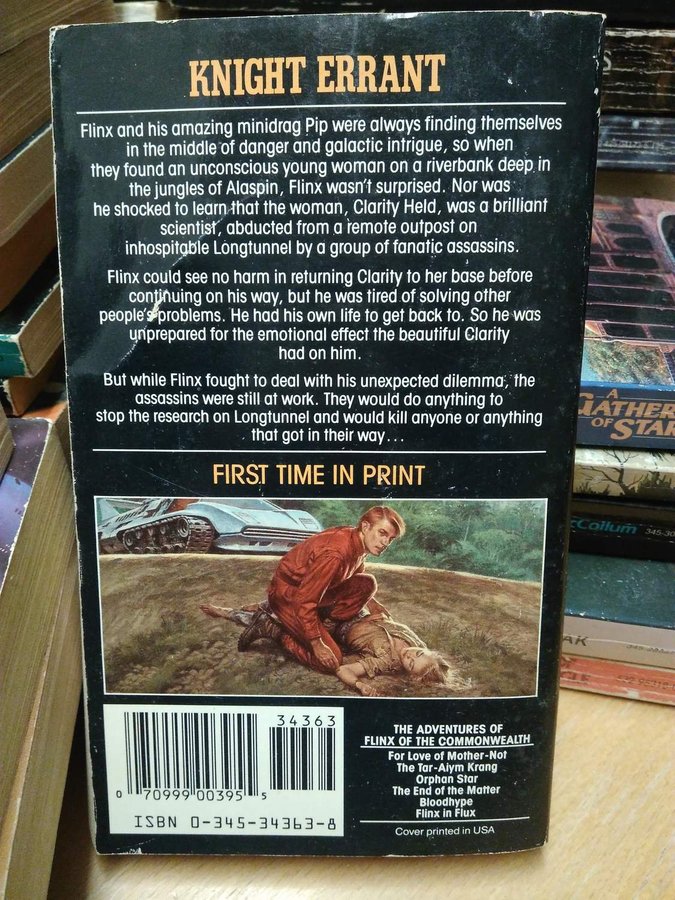 KNIGHT ERRANT
Flinx and his amazing minidrag Pip were always finding themselves
in the middle of danger and galactic intrigue, so when
they found an unconscious young woman on a riverbank deep in
the jungles of Alaspin, Flinx wasn't surprised. Nor was
he shocked to learn that the woman, Clarity Held, was a brilliant
scientist, abducted from a remote outpost on
inhospitable Longtunnel by a group of fanatic assassins.
Flinx could see no harm in returning Clarity to her base before
continuing on his way, but he was tired of solving other
people's problems. He had his own life to get back to. So he was
unprepared for the emotional effect the beautiful Clarity
had on him.
But while Flinx fought to deal with his unexpected dilemma, the
assassins were still at work. They would do anything to
stop the research on Longtunnel and would kill anyone or anything
that got in their way...
FIRST TIME IN PRINT
34363
0 70999 00395 5
ISBN 0-345-34363-8
THE ADVENTURES OF
FLINX OF THE COMMONWEALTH
For Love of Mother-Not
The Tar-Aiym Krang
Orphan Star
The End of the Matter
Bloodhype
Flinx in Flux
Cover printed in USA
A
GATHER
OF STAR
cCollum